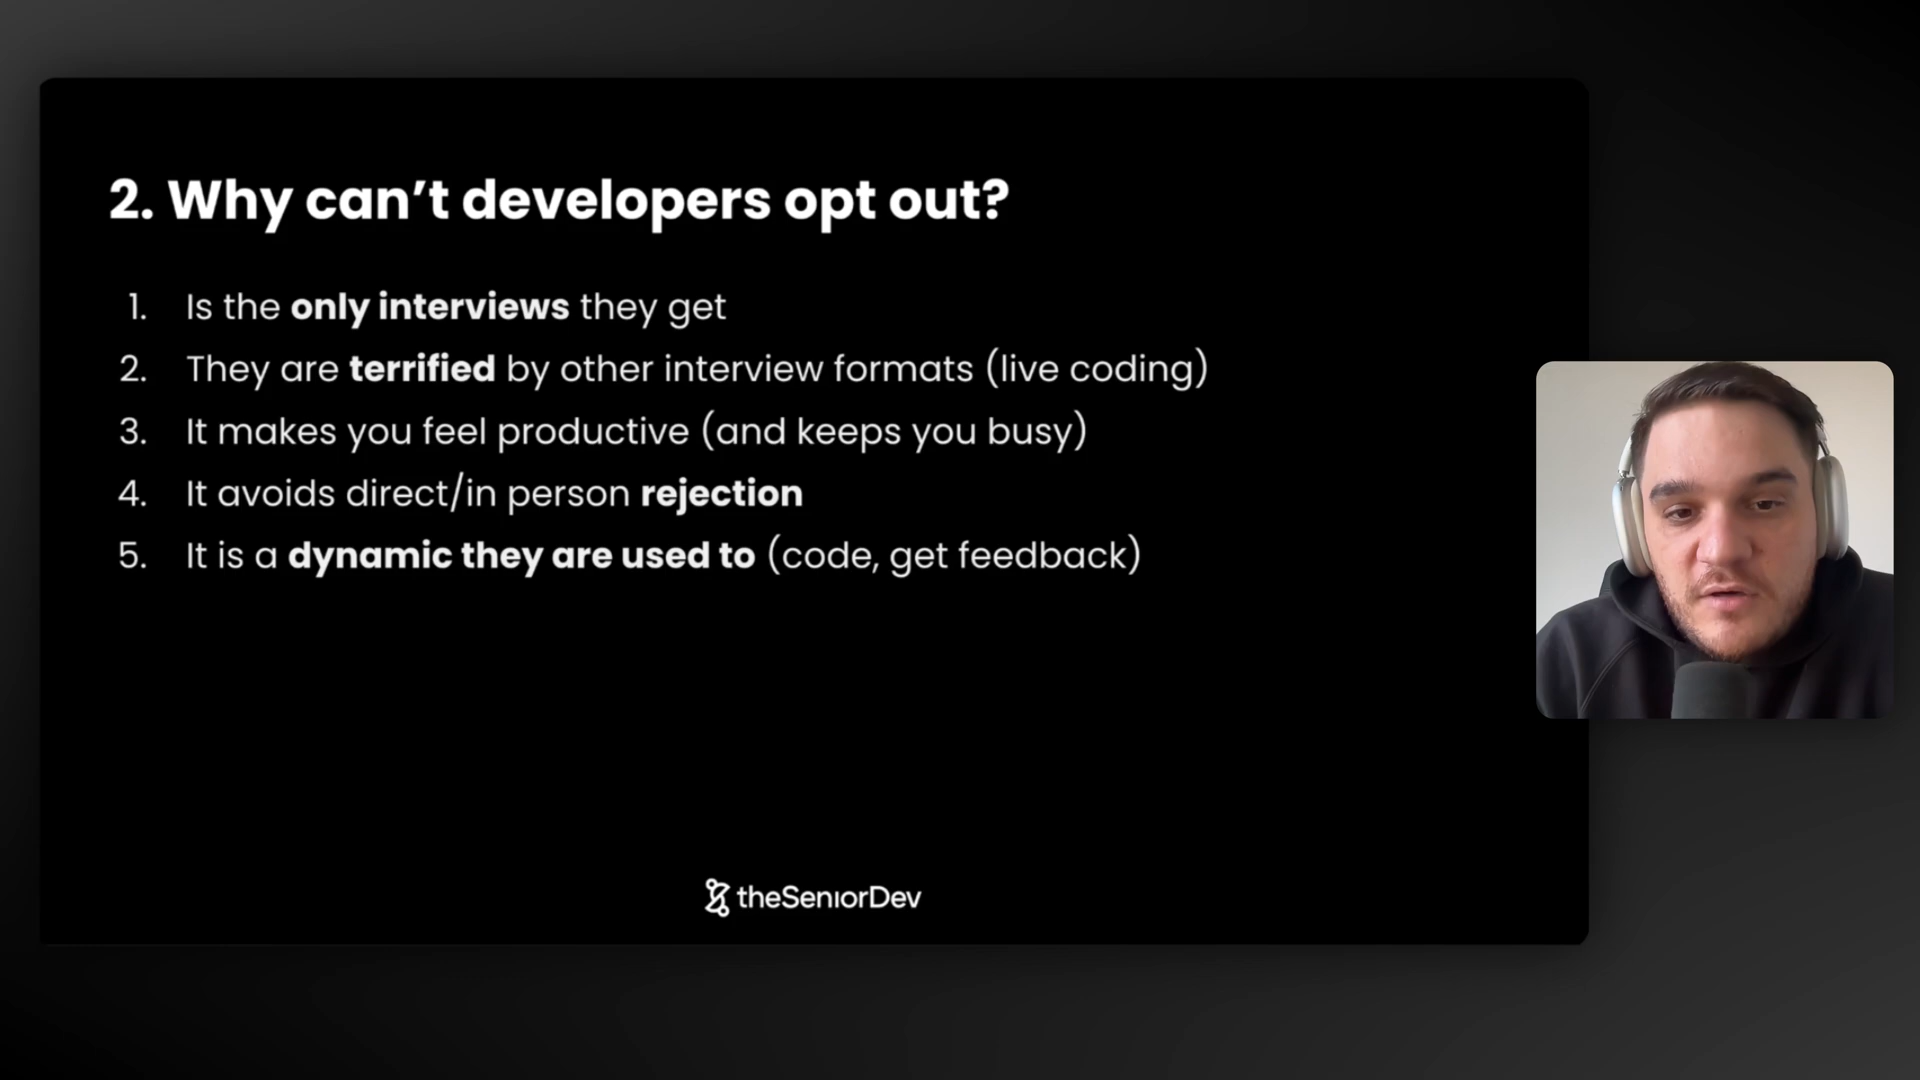 2. Why can’t developers opt out?
1. Is the only interviews they get
2. They are terrified by other interview formats (live coding)
3. It makes you feel productive (and keeps you busy)
4. It avoids direct/in person rejection
5. It is a dynamic they are used to (code, get feedback)
theSeniorDev